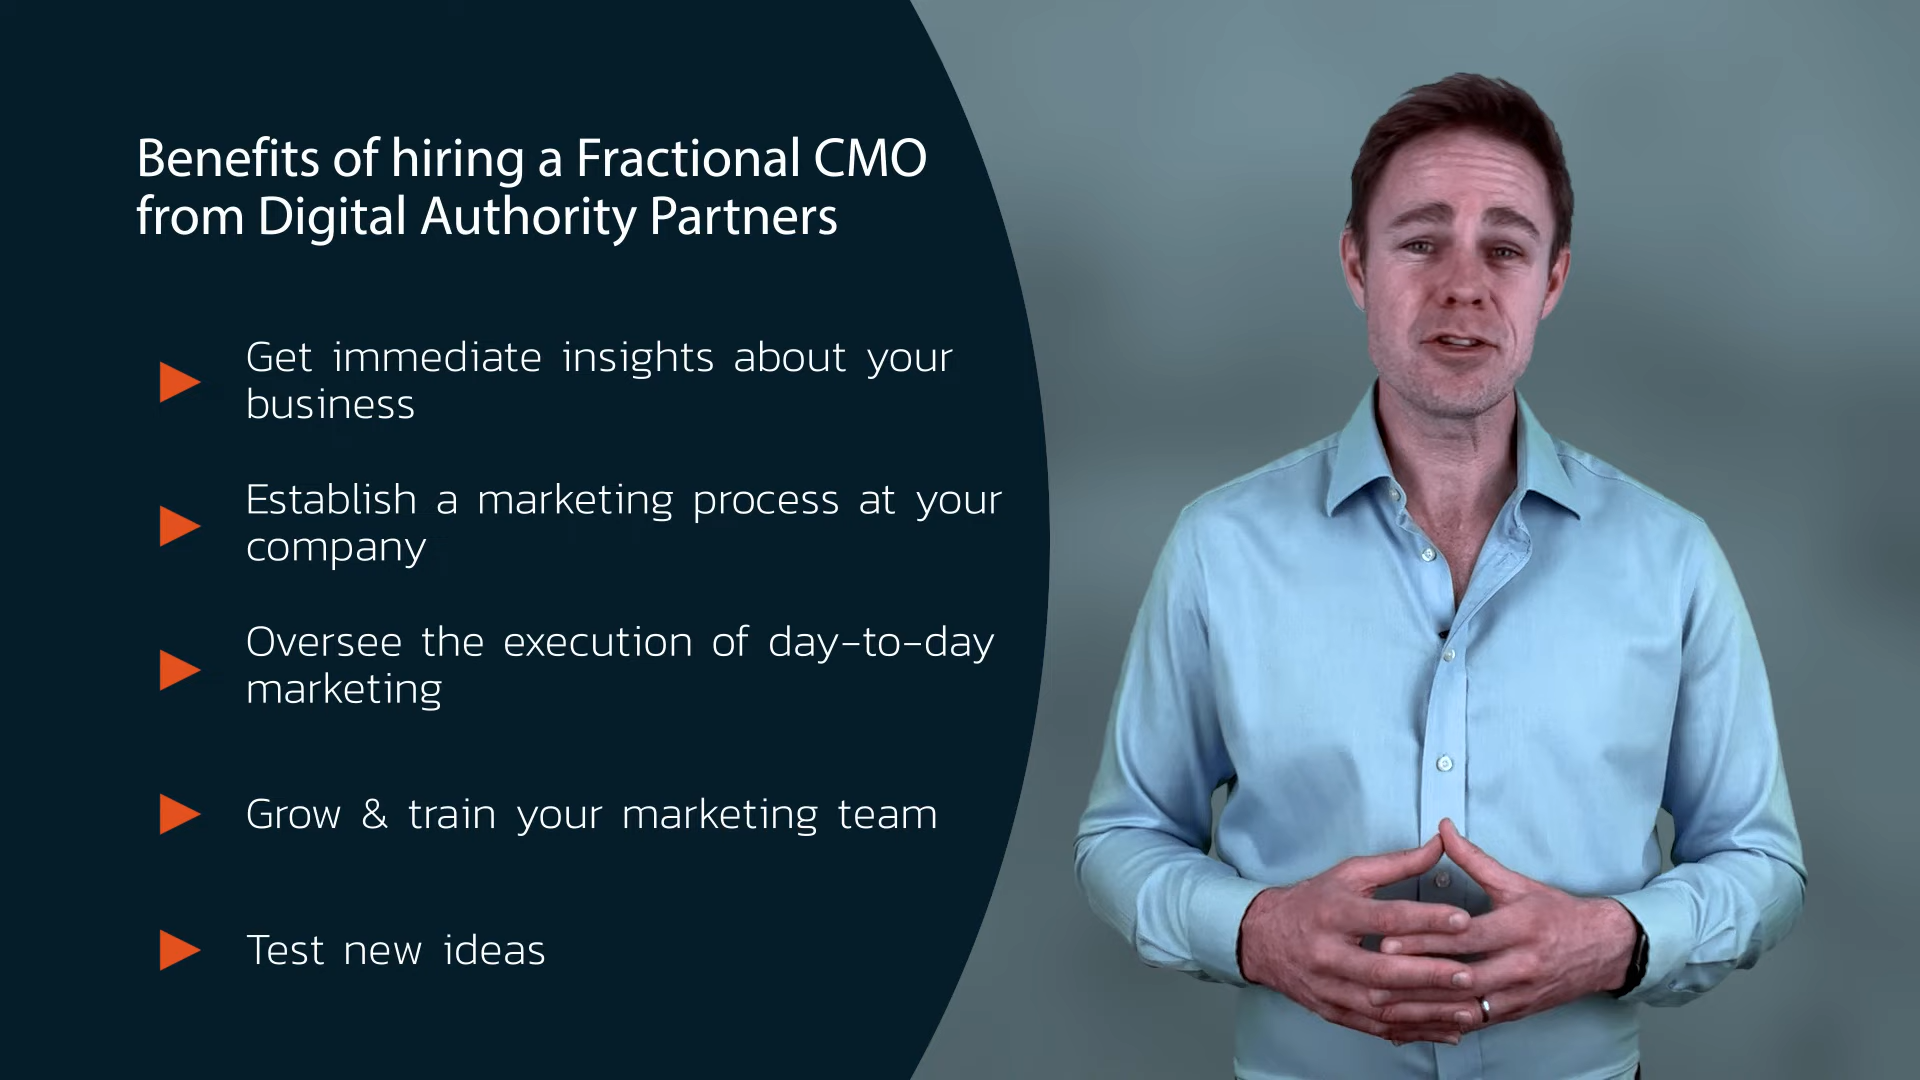 Benefits of hiring a Fractional CMO
from Digital Authority Partners
Get immediate insights about your
business
Establish a marketing process at your
company
Oversee the execution of day-to-day
marketing
Grow & train your marketing team
Test new ideas